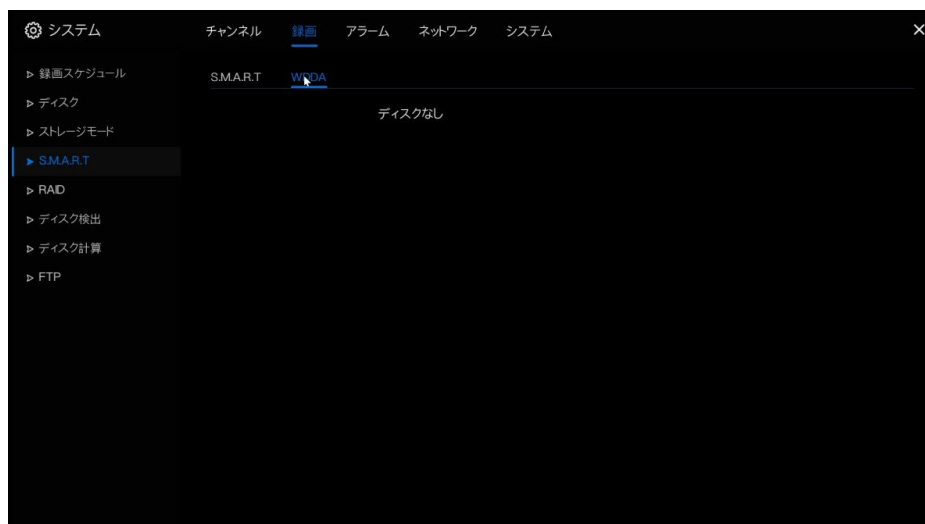 システム
チャンネル 録画 アラーム ネットワーク システム
録画スケジュール
ディスク
ストレージモード
S.M.A.R.T
RAID
ディスク検出
ディスク計算
FTP
S.M.A.R.T WDDA
ディスクなし